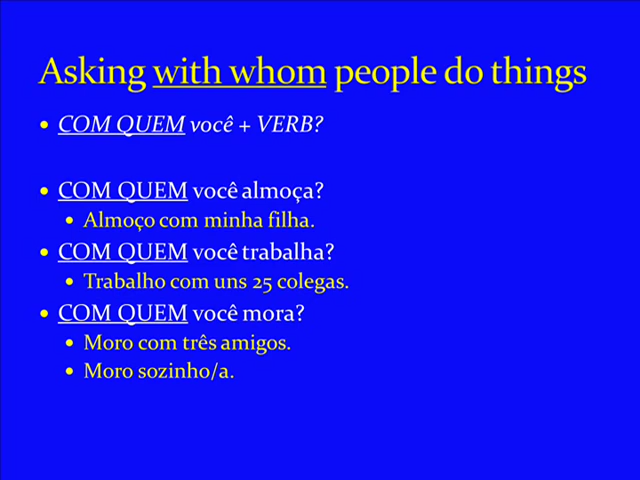 Asking with whom people do things
• COM QUEM você + VERB?
• COM QUEM você almoça?
• Almoço com minha filha.
• COM QUEM você trabalha?
• Trabalho com uns 25 colegas.
• COM QUEM você mora?
• Moro com três amigos.
• Moro sozinho/a.